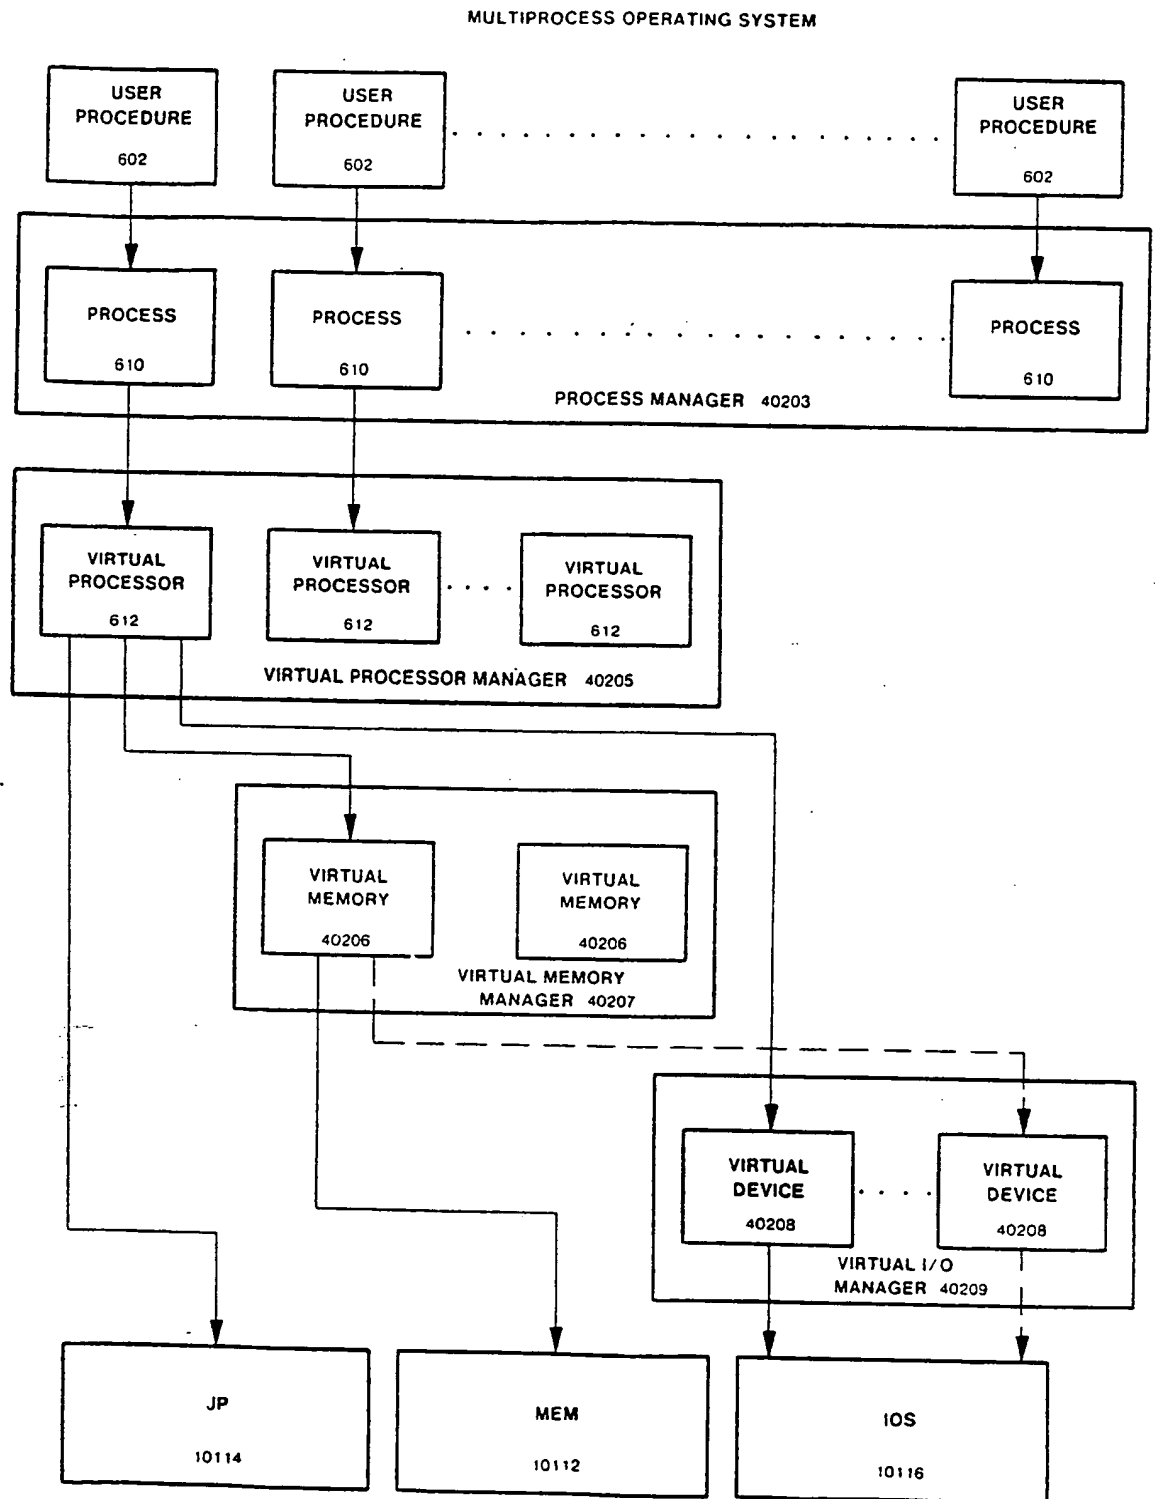 MULTIPROCESS OPERATING SYSTEM
USER
PROCEDURE
602
USER
PROCEDURE
602
USER
PROCEDURE
602
PROCESS
610
PROCESS
610
PROCESS
610
PROCESS MANAGER 40203
VIRTUAL
PROCESSOR
612
VIRTUAL
PROCESSOR
612
VIRTUAL
PROCESSOR
612
VIRTUAL PROCESSOR MANAGER 40205
VIRTUAL
MEMORY
40206
VIRTUAL
MEMORY
40206
VIRTUAL MEMORY
MANAGER 40207
VIRTUAL
DEVICE
40208
VIRTUAL
DEVICE
40208
VIRTUAL I/O
MANAGER 40209
JP
10114
MEM
10112
IOS
10116